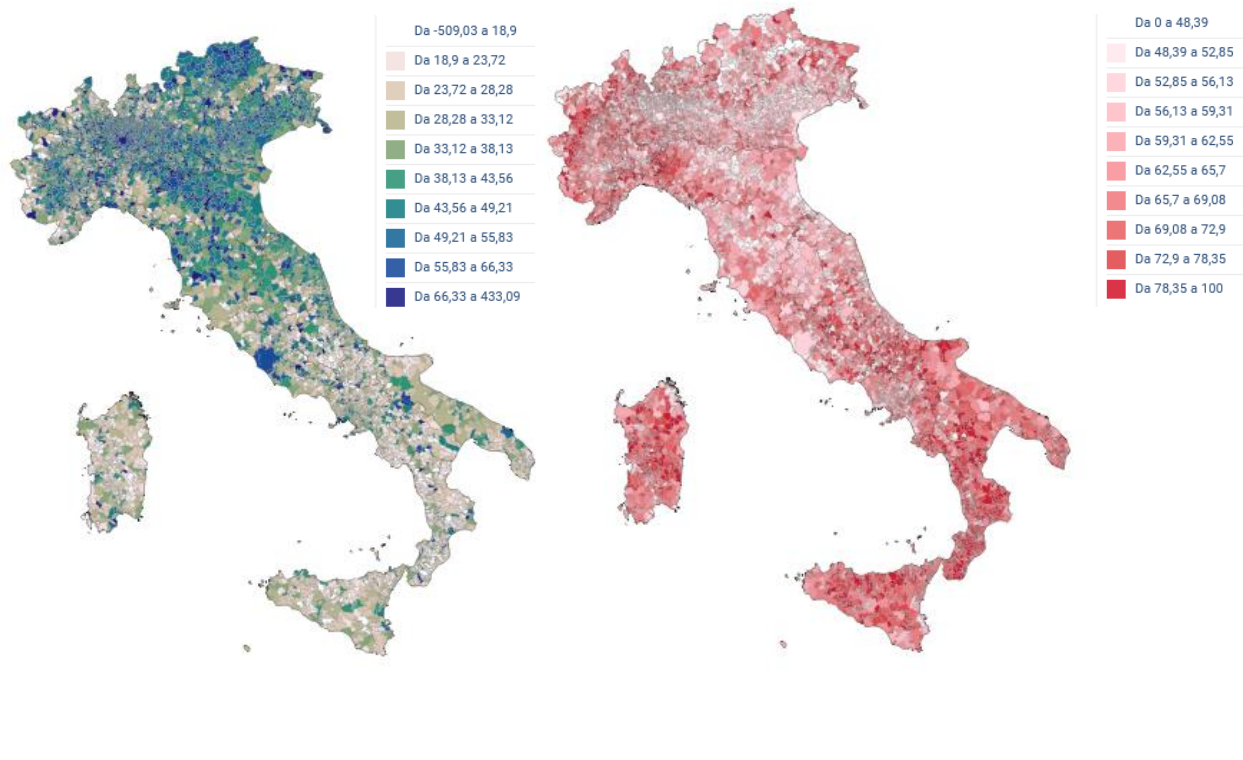 Da -509,03 a 18,9
Da 18,9 a 23,72
Da 23,72 a 28,28
Da 28,28 a 33,12
Da 33,12 a 38,13
Da 38,13 a 43,56
Da 43,56 a 49,21
Da 49,21 a 55,83
Da 55,83 a 66,33
Da 66,33 a 433,09
Da 0 a 48,39
Da 48,39 a 52,85
Da 52,85 a 56,13
Da 56,13 a 59,31
Da 59,31 a 62,55
Da 62,55 a 65,7
Da 65,7 a 69,08
Da 69,08 a 72,9
Da 72,9 a 78,35
Da 78,35 a 100